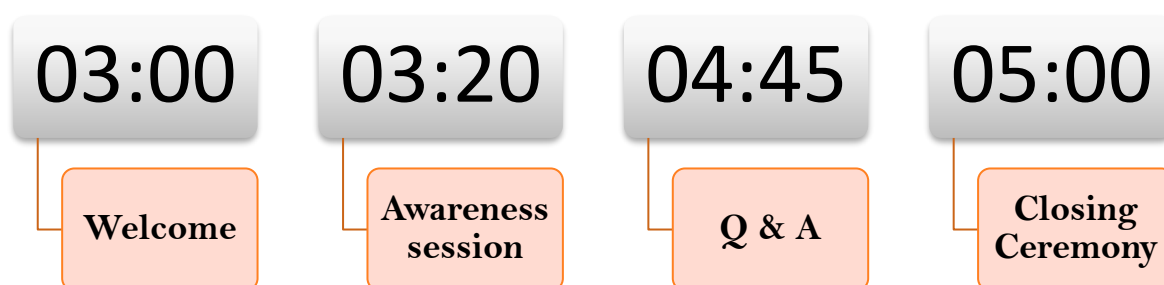 03:00
03:20
04:45
05:00
Welcome
Awareness
session
Q & A
Closing
Ceremony